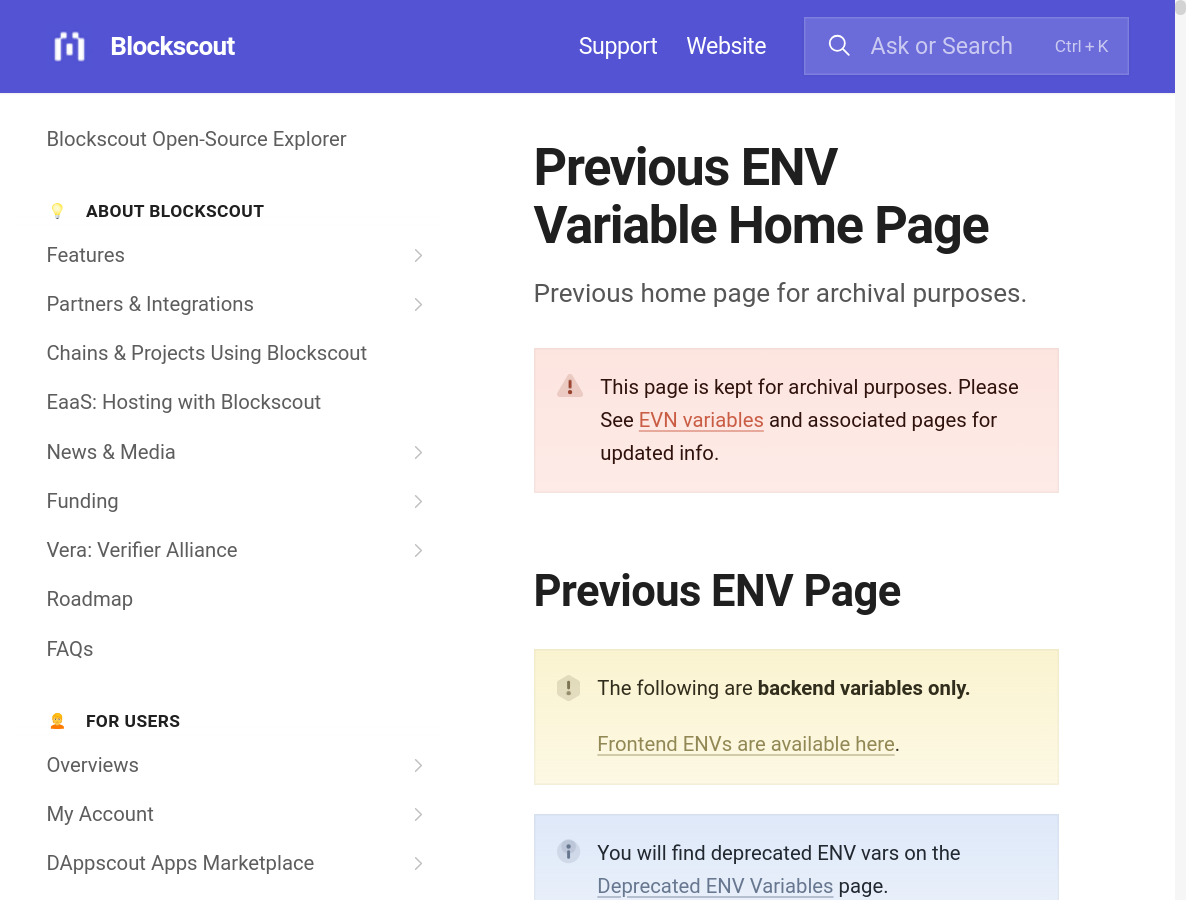 Blockscout
Support
Website
Ask or Search
Ctrl + K
Blockscout Open-Source Explorer
ABOUT BLOCKSCOUT
Features
Partners & Integrations
Chains & Projects Using Blockscout
EaaS: Hosting with Blockscout
News & Media
Funding
Vera: Verifier Alliance
Roadmap
FAQs
FOR USERS
Overviews
My Account
DAppscout Apps Marketplace
Previous ENV
Variable Home Page
Previous home page for archival purposes.
This page is kept for archival purposes. Please
See EVN variables and associated pages for
updated info.
Previous ENV Page
The following are backend variables only.
Frontend ENVs are available here.
You will find deprecated ENV vars on the
Deprecated ENV Variables page.